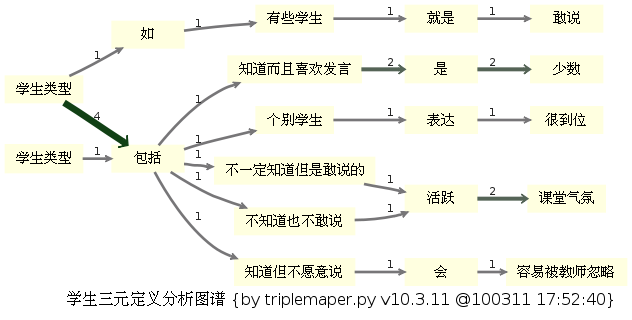 有些学生 1 就是 1 敢说
如 1
1
知道而且喜欢发言 2 是 2 少数
学生类型
1
4
个别学生 1 表达 1 很到位
1
学生类型 1 包括 1
不一定知道但是敢说的 1
1
活跃 2 课堂气氛
不知道也不敢说 1
1
知道但不愿意说 1 会 1 容易被教师忽略
学生三元定义分析图谱 {by triplemaper.py v10.3.11 @100311 17:52:40}